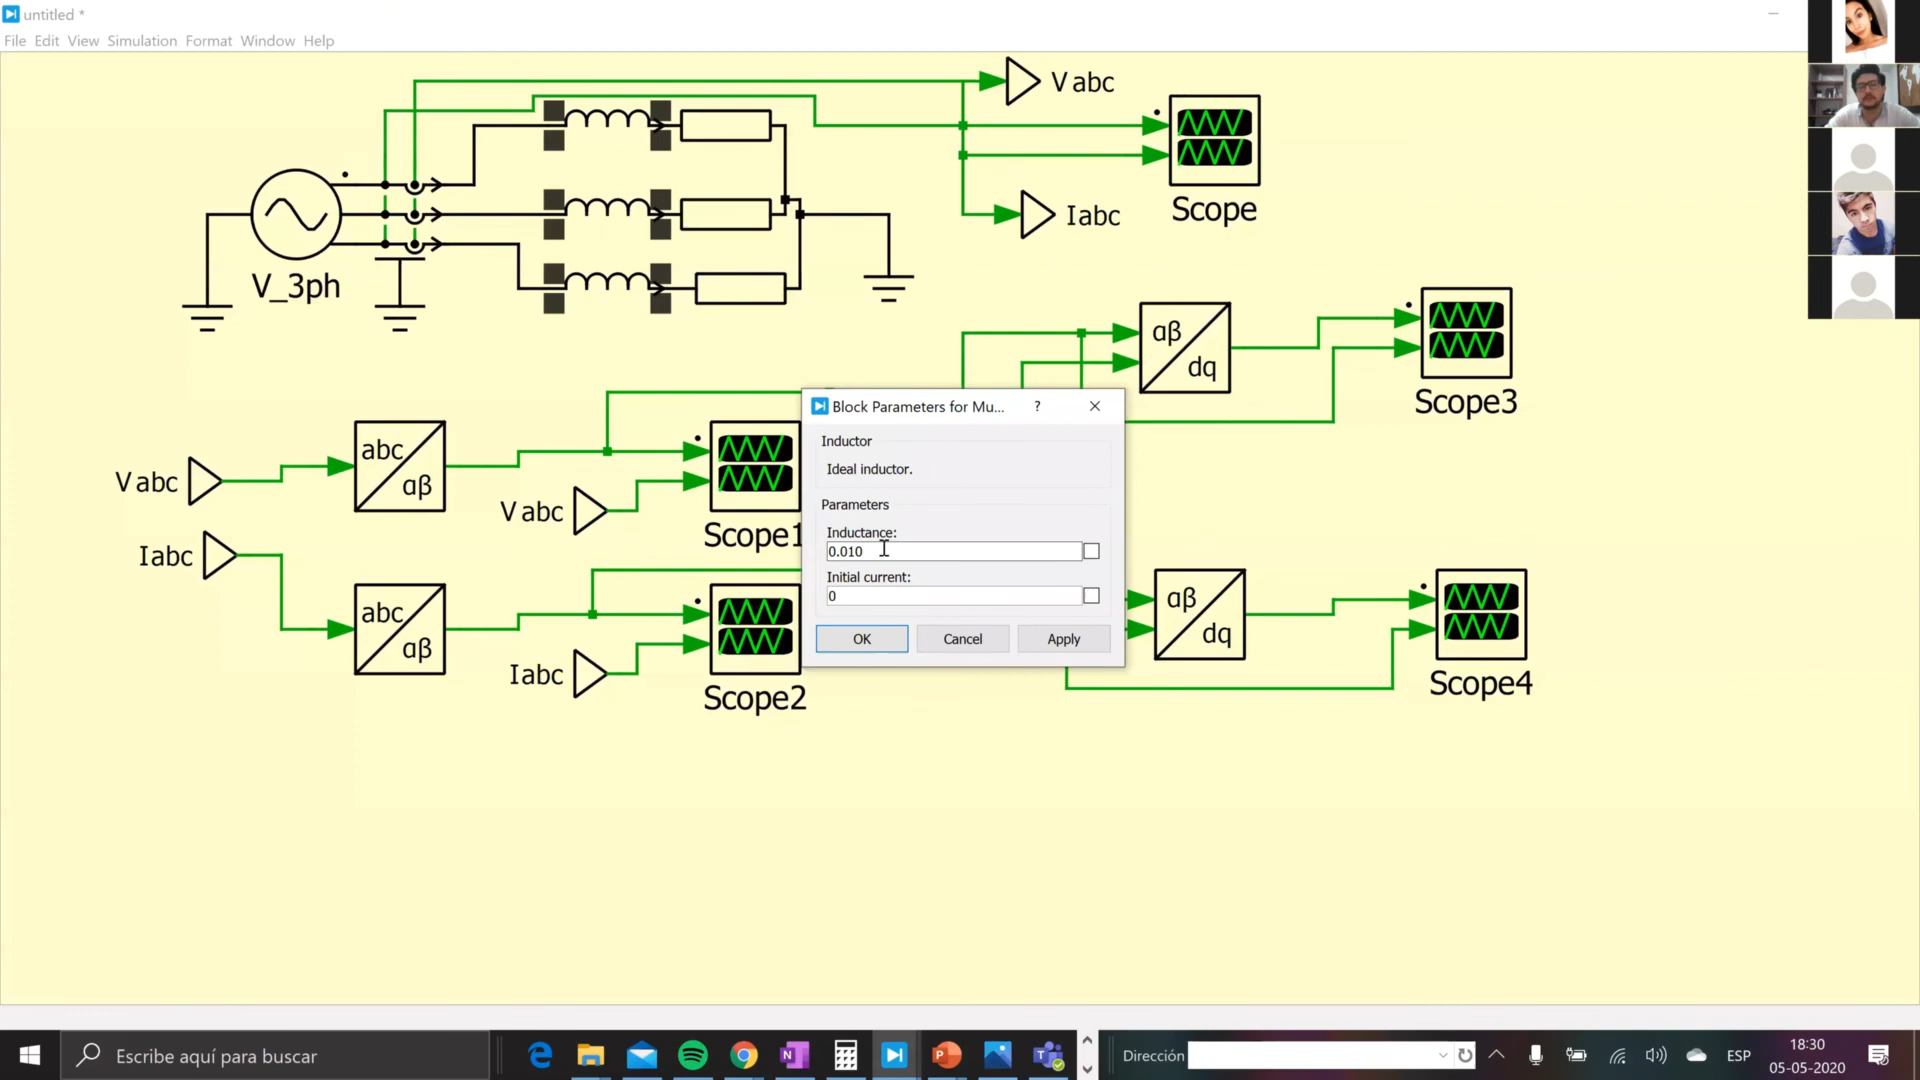 untitled *
File Edit View Simulation Format Window Help
V abc
Scope
Iabc
V_3ph
αβ
dq
Scope3
Block Parameters for Mu... ?
Inductor
Ideal inductor.
Parameters
Inductance:
0.010
Initial current:
0
OK Cancel Apply
V abc
abc
αβ
V abc
Scope1
Iabc
abc
αβ
Iabc
Scope2
αβ
dq
Scope4
Escribe aquí para buscar
Dirección
ESP
18:30
05-05-2020